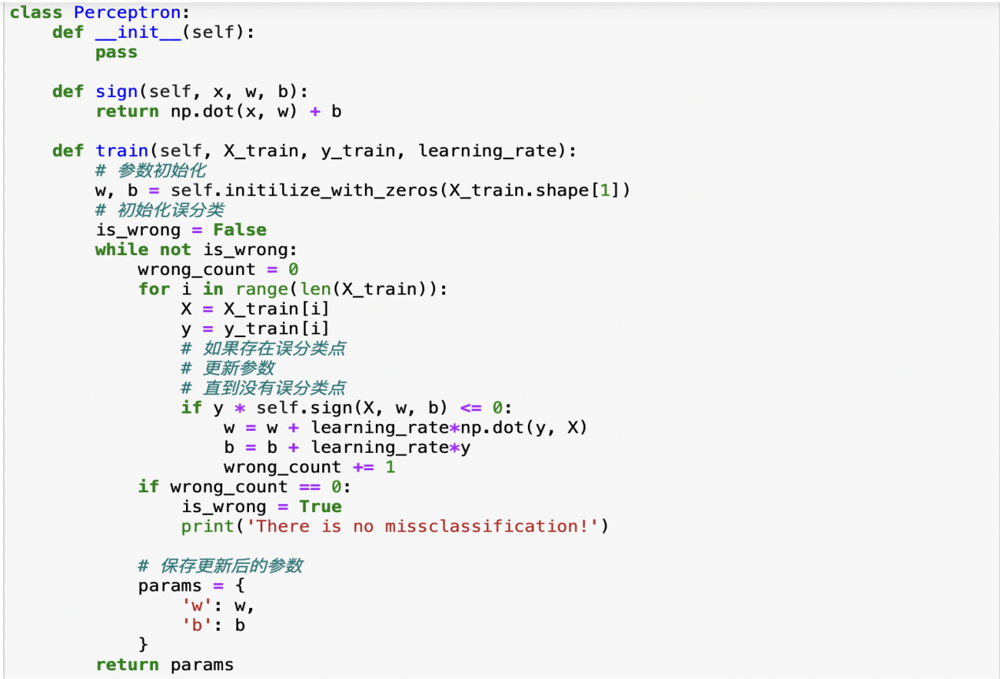 class Perceptron:
    def __init__(self):
        pass

    def sign(self, x, w, b):
        return np.dot(x, w) + b

    def train(self, X_train, y_train, learning_rate):
        # 参数初始化
        w, b = self.initilize_with_zeros(X_train.shape[1])
        # 初始化误分类
        is_wrong = False
        while not is_wrong:
            wrong_count = 0
            for i in range(len(X_train)):
                X = X_train[i]
                y = y_train[i]
                # 如果存在误分类点
                # 更新参数
                # 直到没有误分类点
                if y * self.sign(X, w, b) <= 0:
                    w = w + learning_rate*np.dot(y, X)
                    b = b + learning_rate*y
                    wrong_count += 1
            if wrong_count == 0:
                is_wrong = True
                print('There is no missclassification!')

            # 保存更新后的参数
            params = {
                'w': w,
                'b': b
            }
        return params